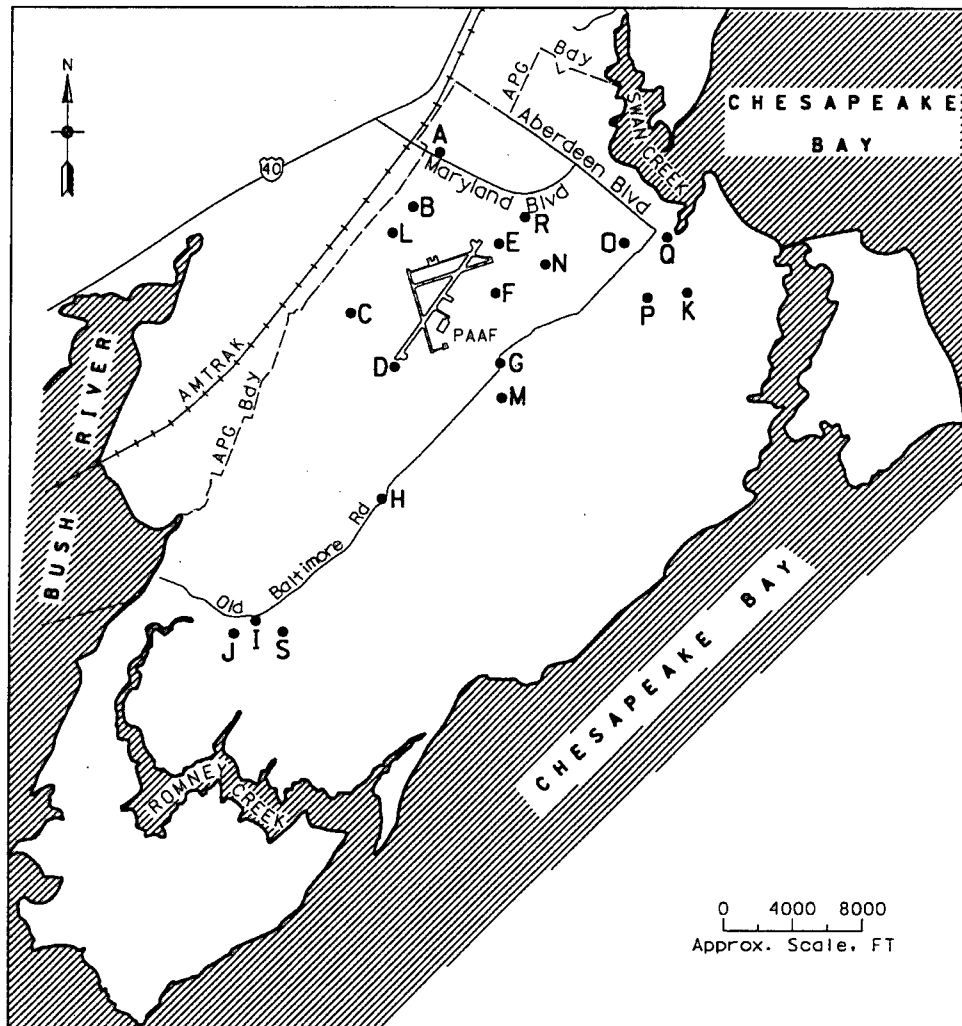 N
40
APG Bdy
SWAN CREEK
CHESAPEAKE
BAY
Aberdeen Blvd
A
Maryland Blvd
B
R
L
E
O
Q
N
F
P
K
C
PAAF
D
G
M
AMTRAK
APG Bdy
BUSH RIVER
H
Old Baltimore Rd
J
I
S
CHESAPEAKE BAY
ROMNEY
CREEK
0 4000 8000
Approx. Scale, FT